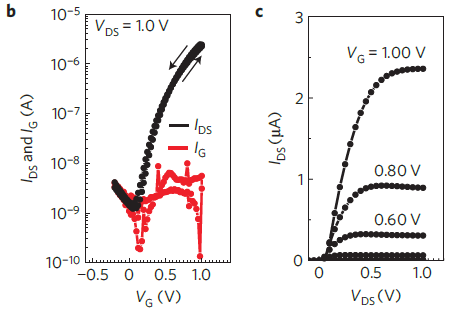 b
V_DS = 1.0 V
10^-5
10^-6
10^-7
10^-8
10^-9
10^-10
I_DS and I_G (A)
I_DS
I_G
−0.5 0 0.5 1.0
V_G (V)
c
3
2
1
0
I_DS (μA)
V_G = 1.00 V
0.80 V
0.60 V
0 0.5 1.0
V_DS (V)